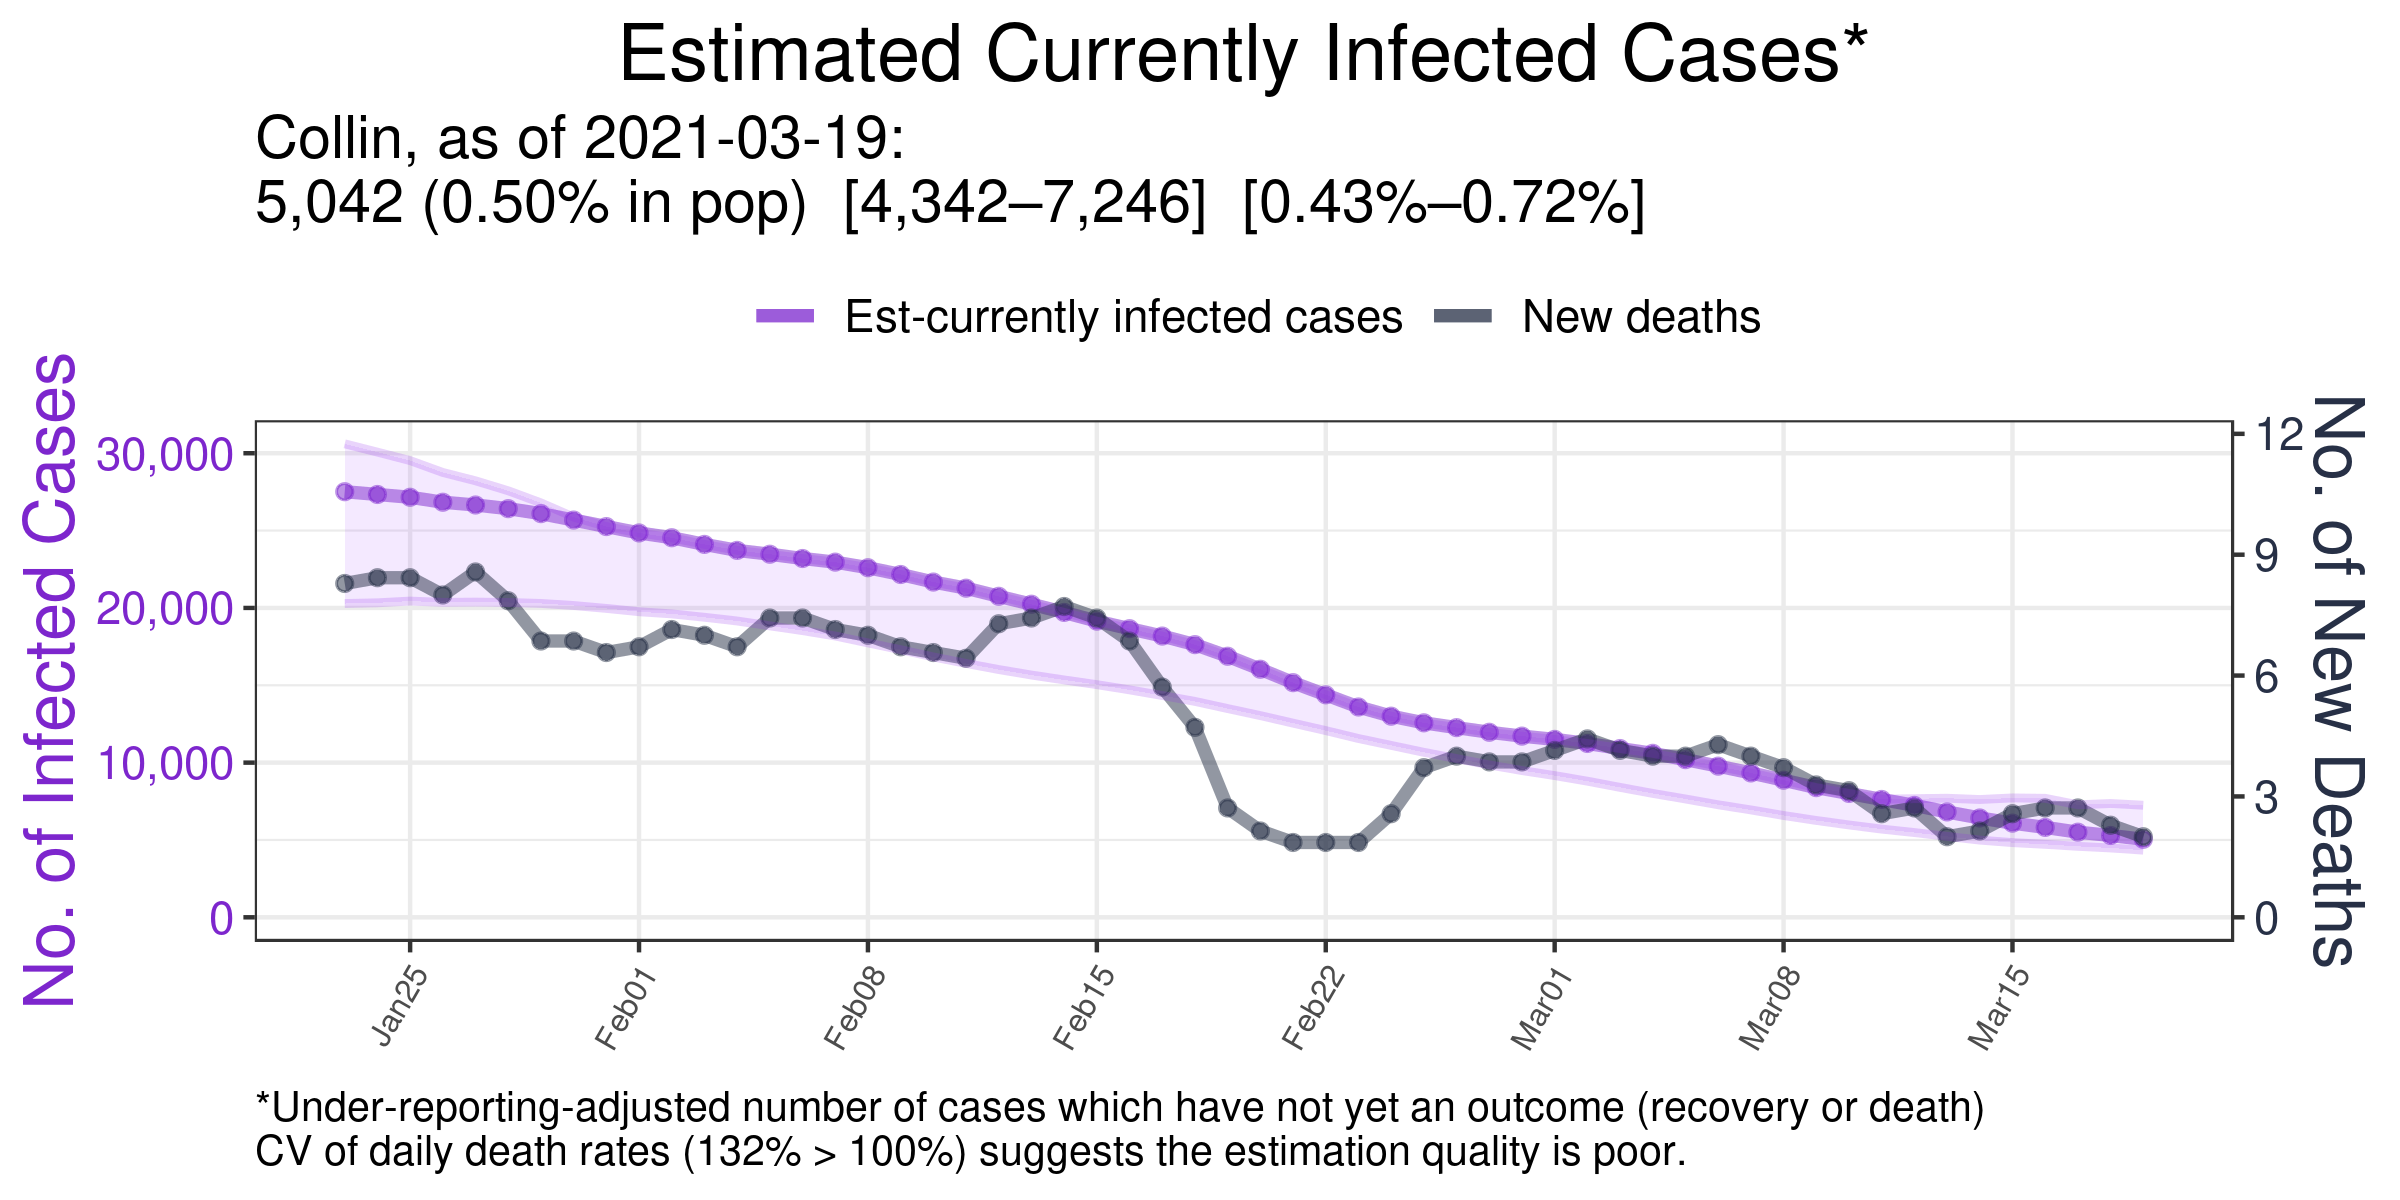 Estimated Currently Infected Cases*
Collin, as of 2021-03-19:
5,042 (0.50% in pop) [4,342–7,246] [0.43%–0.72%]
Est-currently infected cases New deaths
No. of Infected Cases
30,000
20,000
10,000
0
12
9
6
3
0
No. of New Deaths
Jan25 Feb01 Feb08 Feb15 Feb22 Mar01 Mar08 Mar15
*Under-reporting-adjusted number of cases which have not yet an outcome (recovery or death)
CV of daily death rates (132% > 100%) suggests the estimation quality is poor.